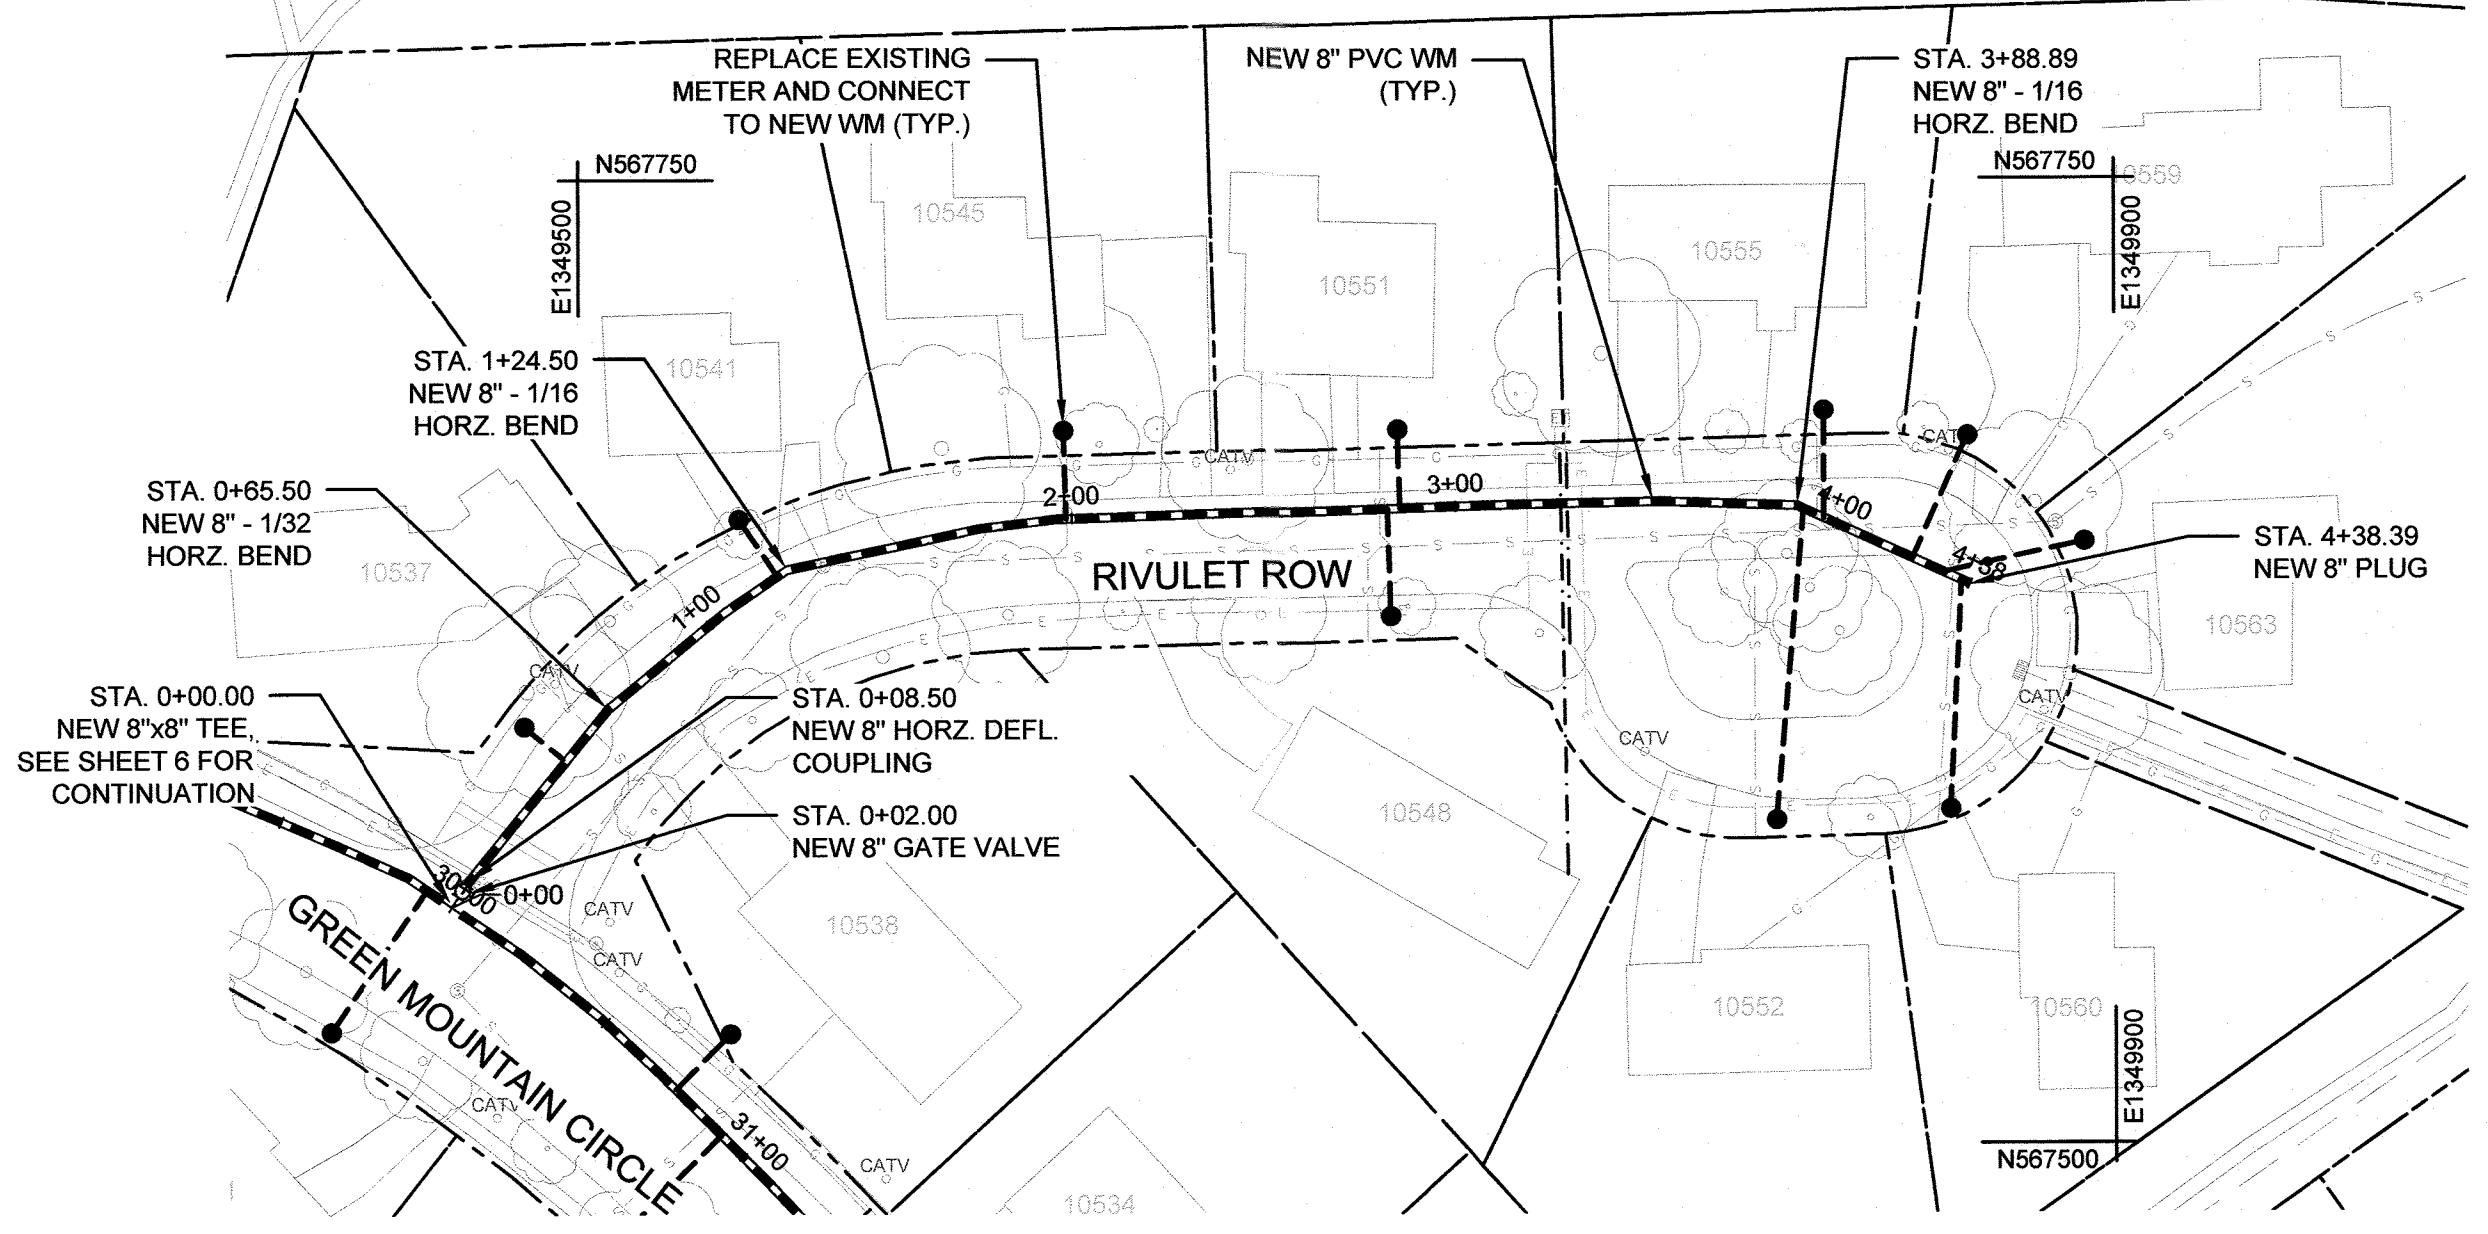 REPLACE EXISTING
METER AND CONNECT
TO NEW WM (TYP.)
NEW 8" PVC WM
(TYP.)
STA. 3+88.89
NEW 8" - 1/16
HORZ. BEND
N567750
E1349500
N567750
E1349900
10559
10545
10551
10555
10541
STA. 1+24.50
NEW 8" - 1/16
HORZ. BEND
CATV
STA. 0+65.50
NEW 8" - 1/32
HORZ. BEND
10537
2+00
3+00
4+00
1+00
RIVULET ROW
4+38
STA. 4+38.39
NEW 8" PLUG
10563
CATV
CATV
CATV
STA. 0+00.00
NEW 8"x8" TEE,
SEE SHEET 6 FOR
CONTINUATION
STA. 0+08.50
NEW 8" HORZ. DEFL.
COUPLING
STA. 0+02.00
NEW 8" GATE VALVE
10548
30+00
0+00
GREEN MOUNTAIN CIRCLE
CATV
CATV
10538
10552
10560
E1349900
N567500
CATV
31+00
CATV
10534